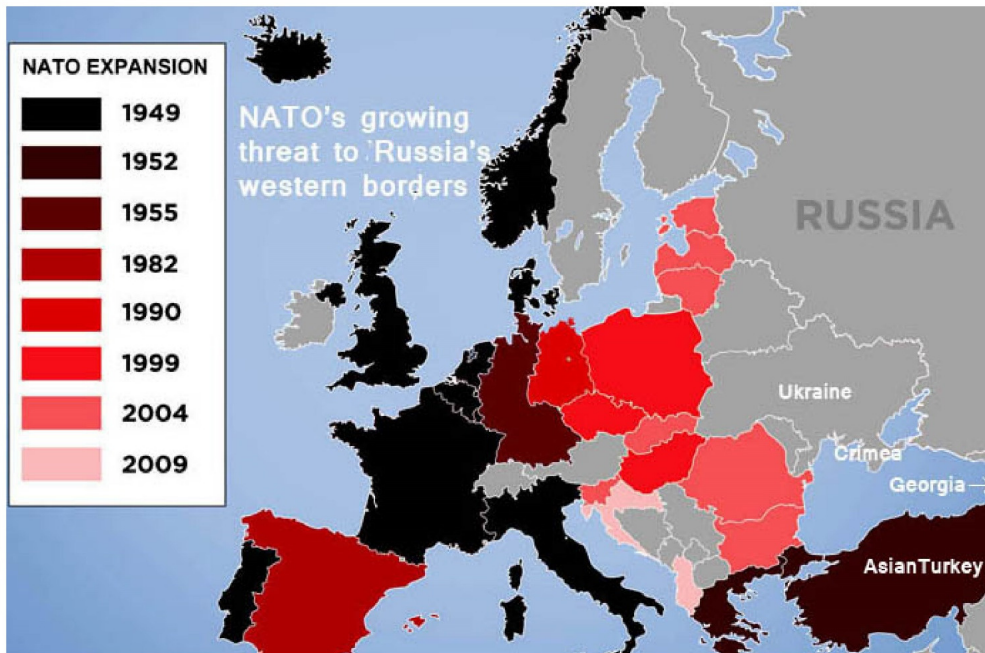 NATO EXPANSION
1949
1952
1955
1982
1990
1999
2004
2009
NATO's growing
threat to 'Russia's
western borders
RUSSIA
Ukraine
Crimea
Georgia
AsianTurkey